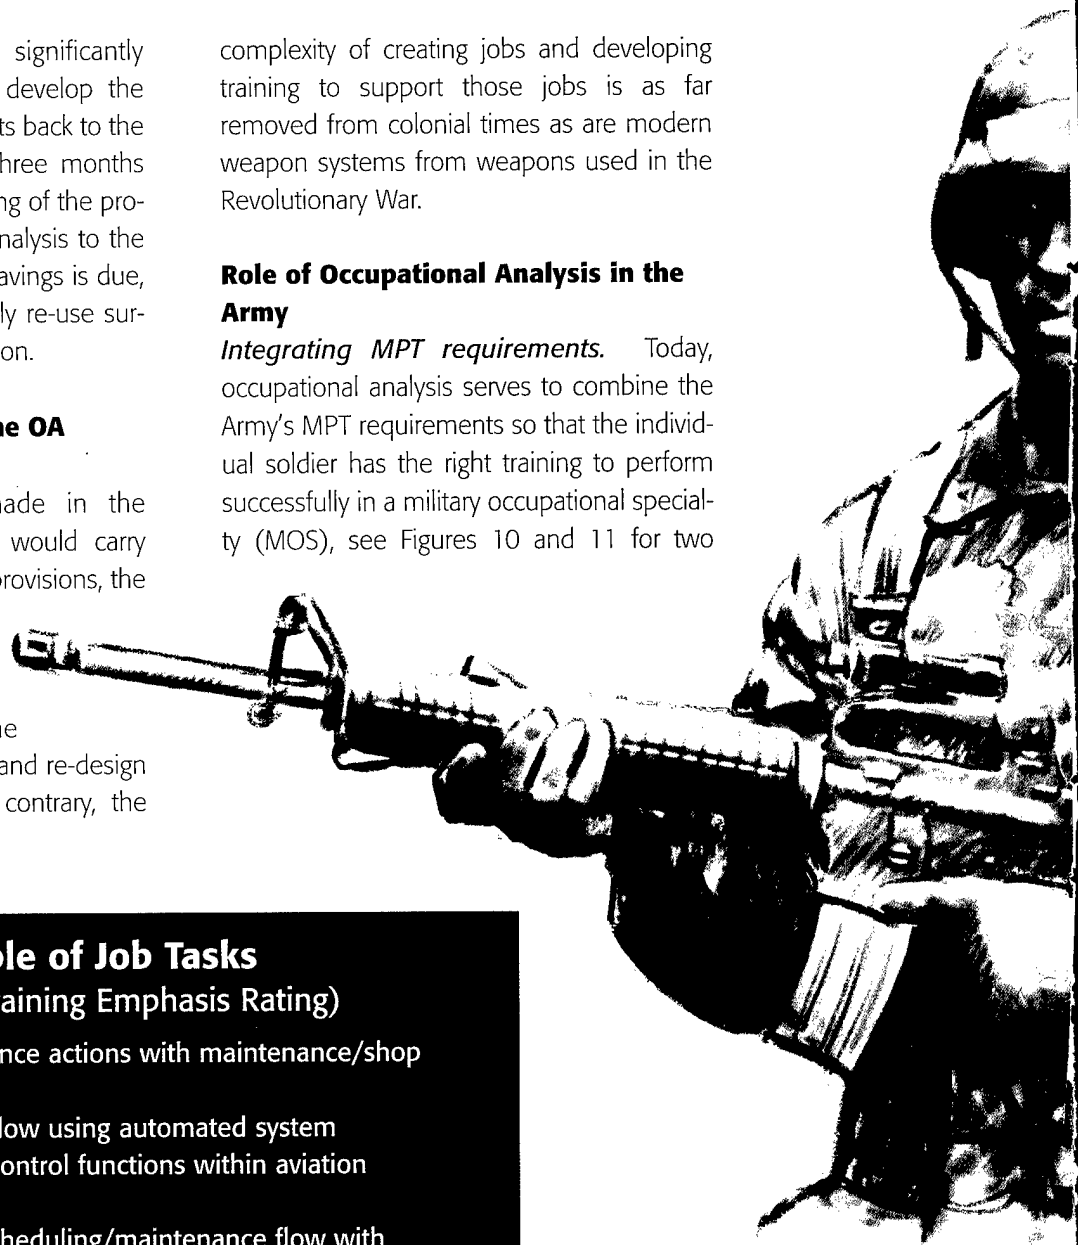 significantly
develop the
ts back to the
hree months
ng of the pro-
nalysis to the
avings is due,
ly re-use sur-
on.
he OA
ade in the
would carry
rovisions, the
e
and re-design
contrary, the
complexity of creating jobs and developing
training to support those jobs is as far
removed from colonial times as are modern
weapon systems from weapons used in the
Revolutionary War.
Role of Occupational Analysis in the
Army
Integrating MPT requirements. Today,
occupational analysis serves to combine the
Army's MPT requirements so that the individ-
ual soldier has the right training to perform
successfully in a military occupational special-
ty (MOS), see Figures 10 and 11 for two
le of Job Tasks
aining Emphasis Rating)
nce actions with maintenance/shop
low using automated system
ontrol functions within aviation
heduling/maintenance flow with